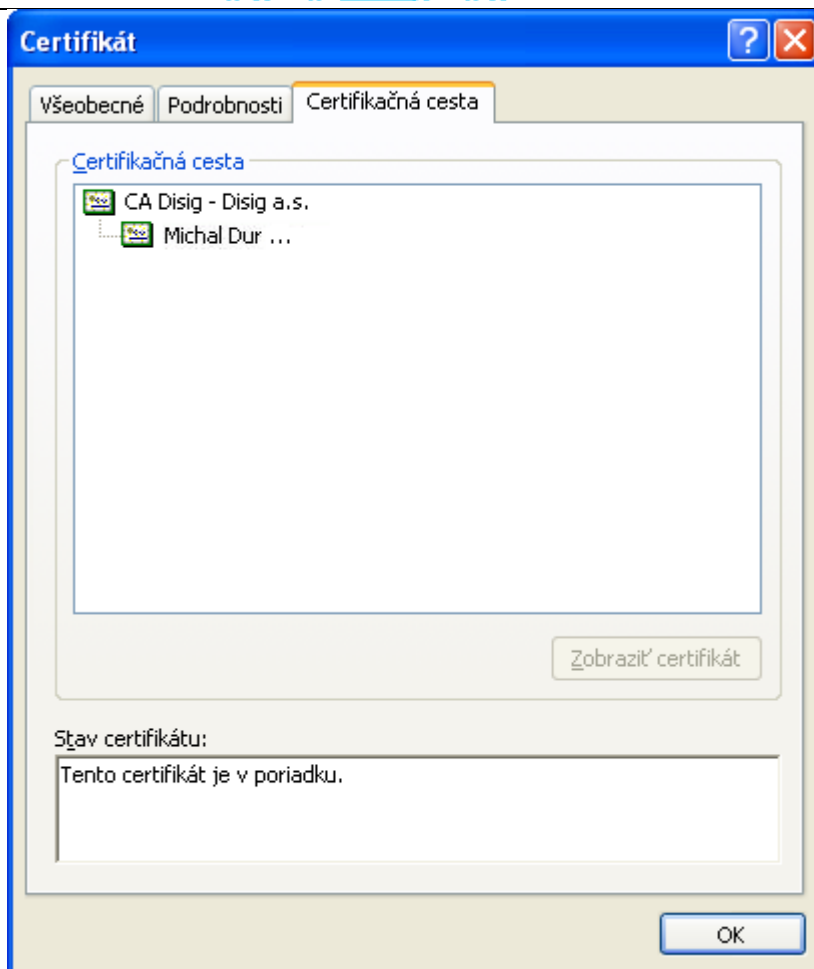 Certifikát
Všeobecné Podrobnosti Certifikačná cesta
Certifikačná cesta
CA Disig - Disig a.s.
Michal Dur ...
Zobraziť certifikát
Stav certifikátu:
Tento certifikát je v poriadku.
OK